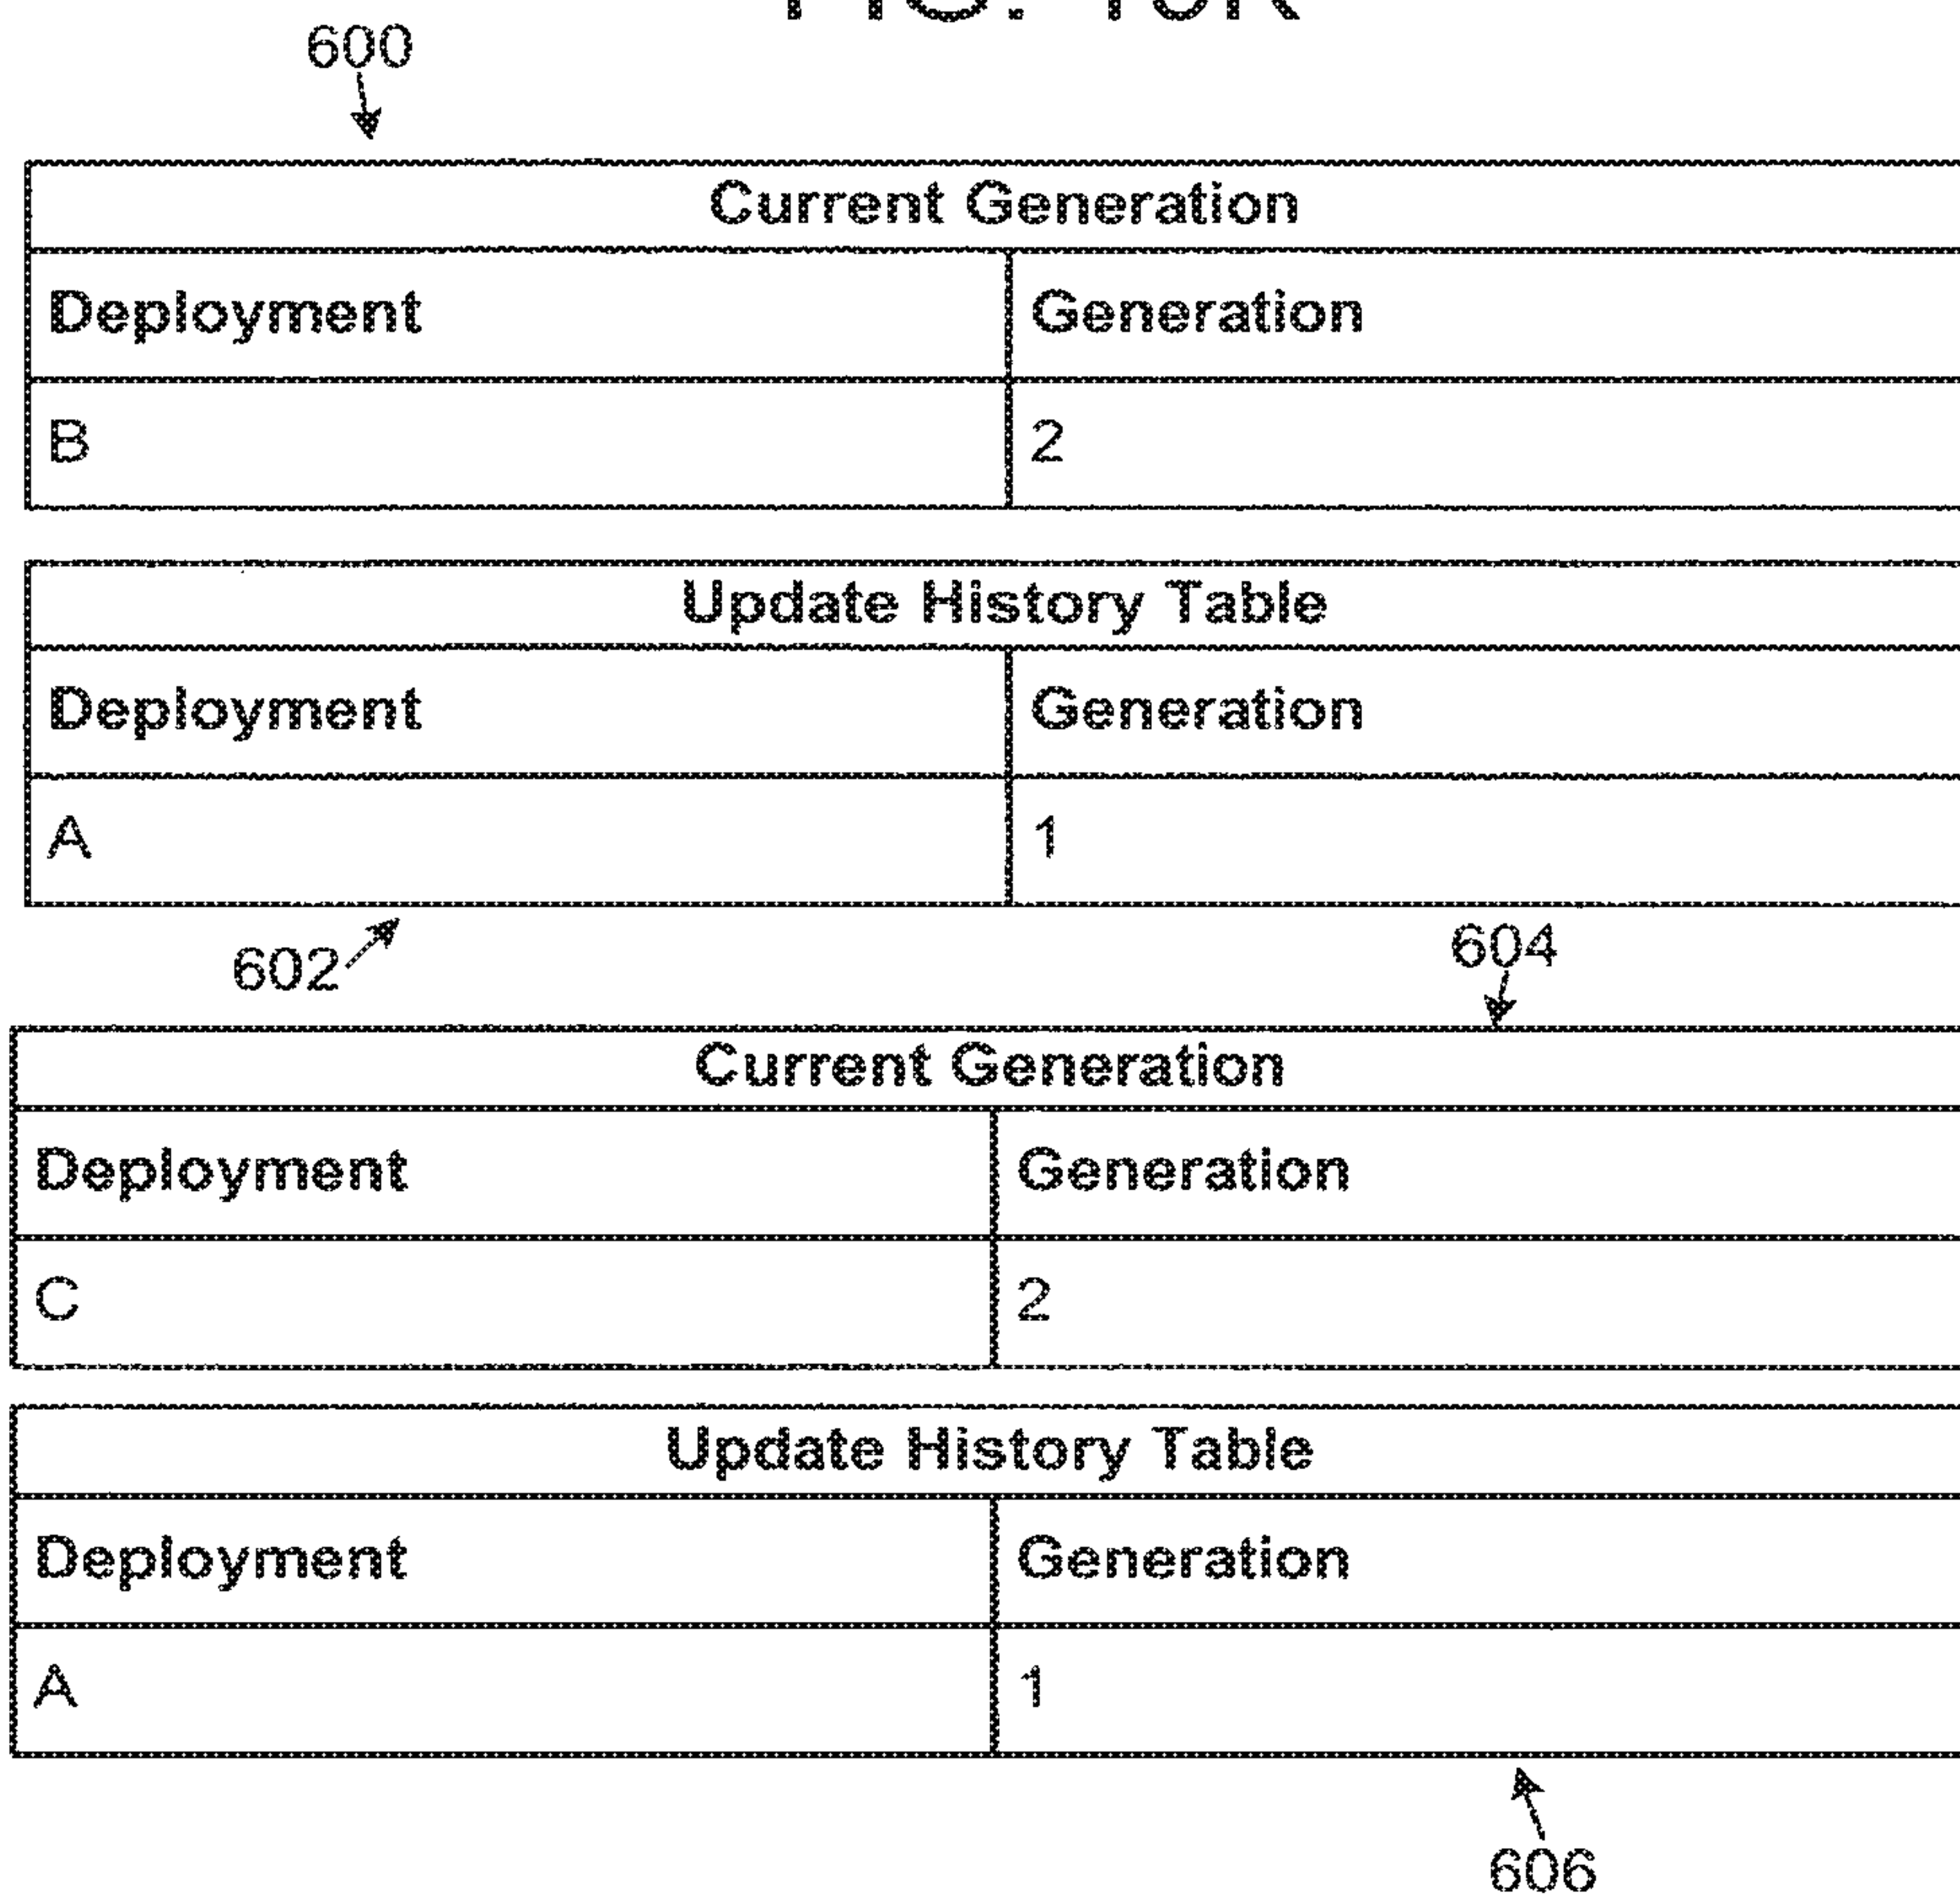 600
Current Generation
Deployment Generation
B 2
Update History Table
Deployment Generation
A 1
602
604
Current Generation
Deployment Generation
C 2
Update History Table
Deployment Generation
A 1
606